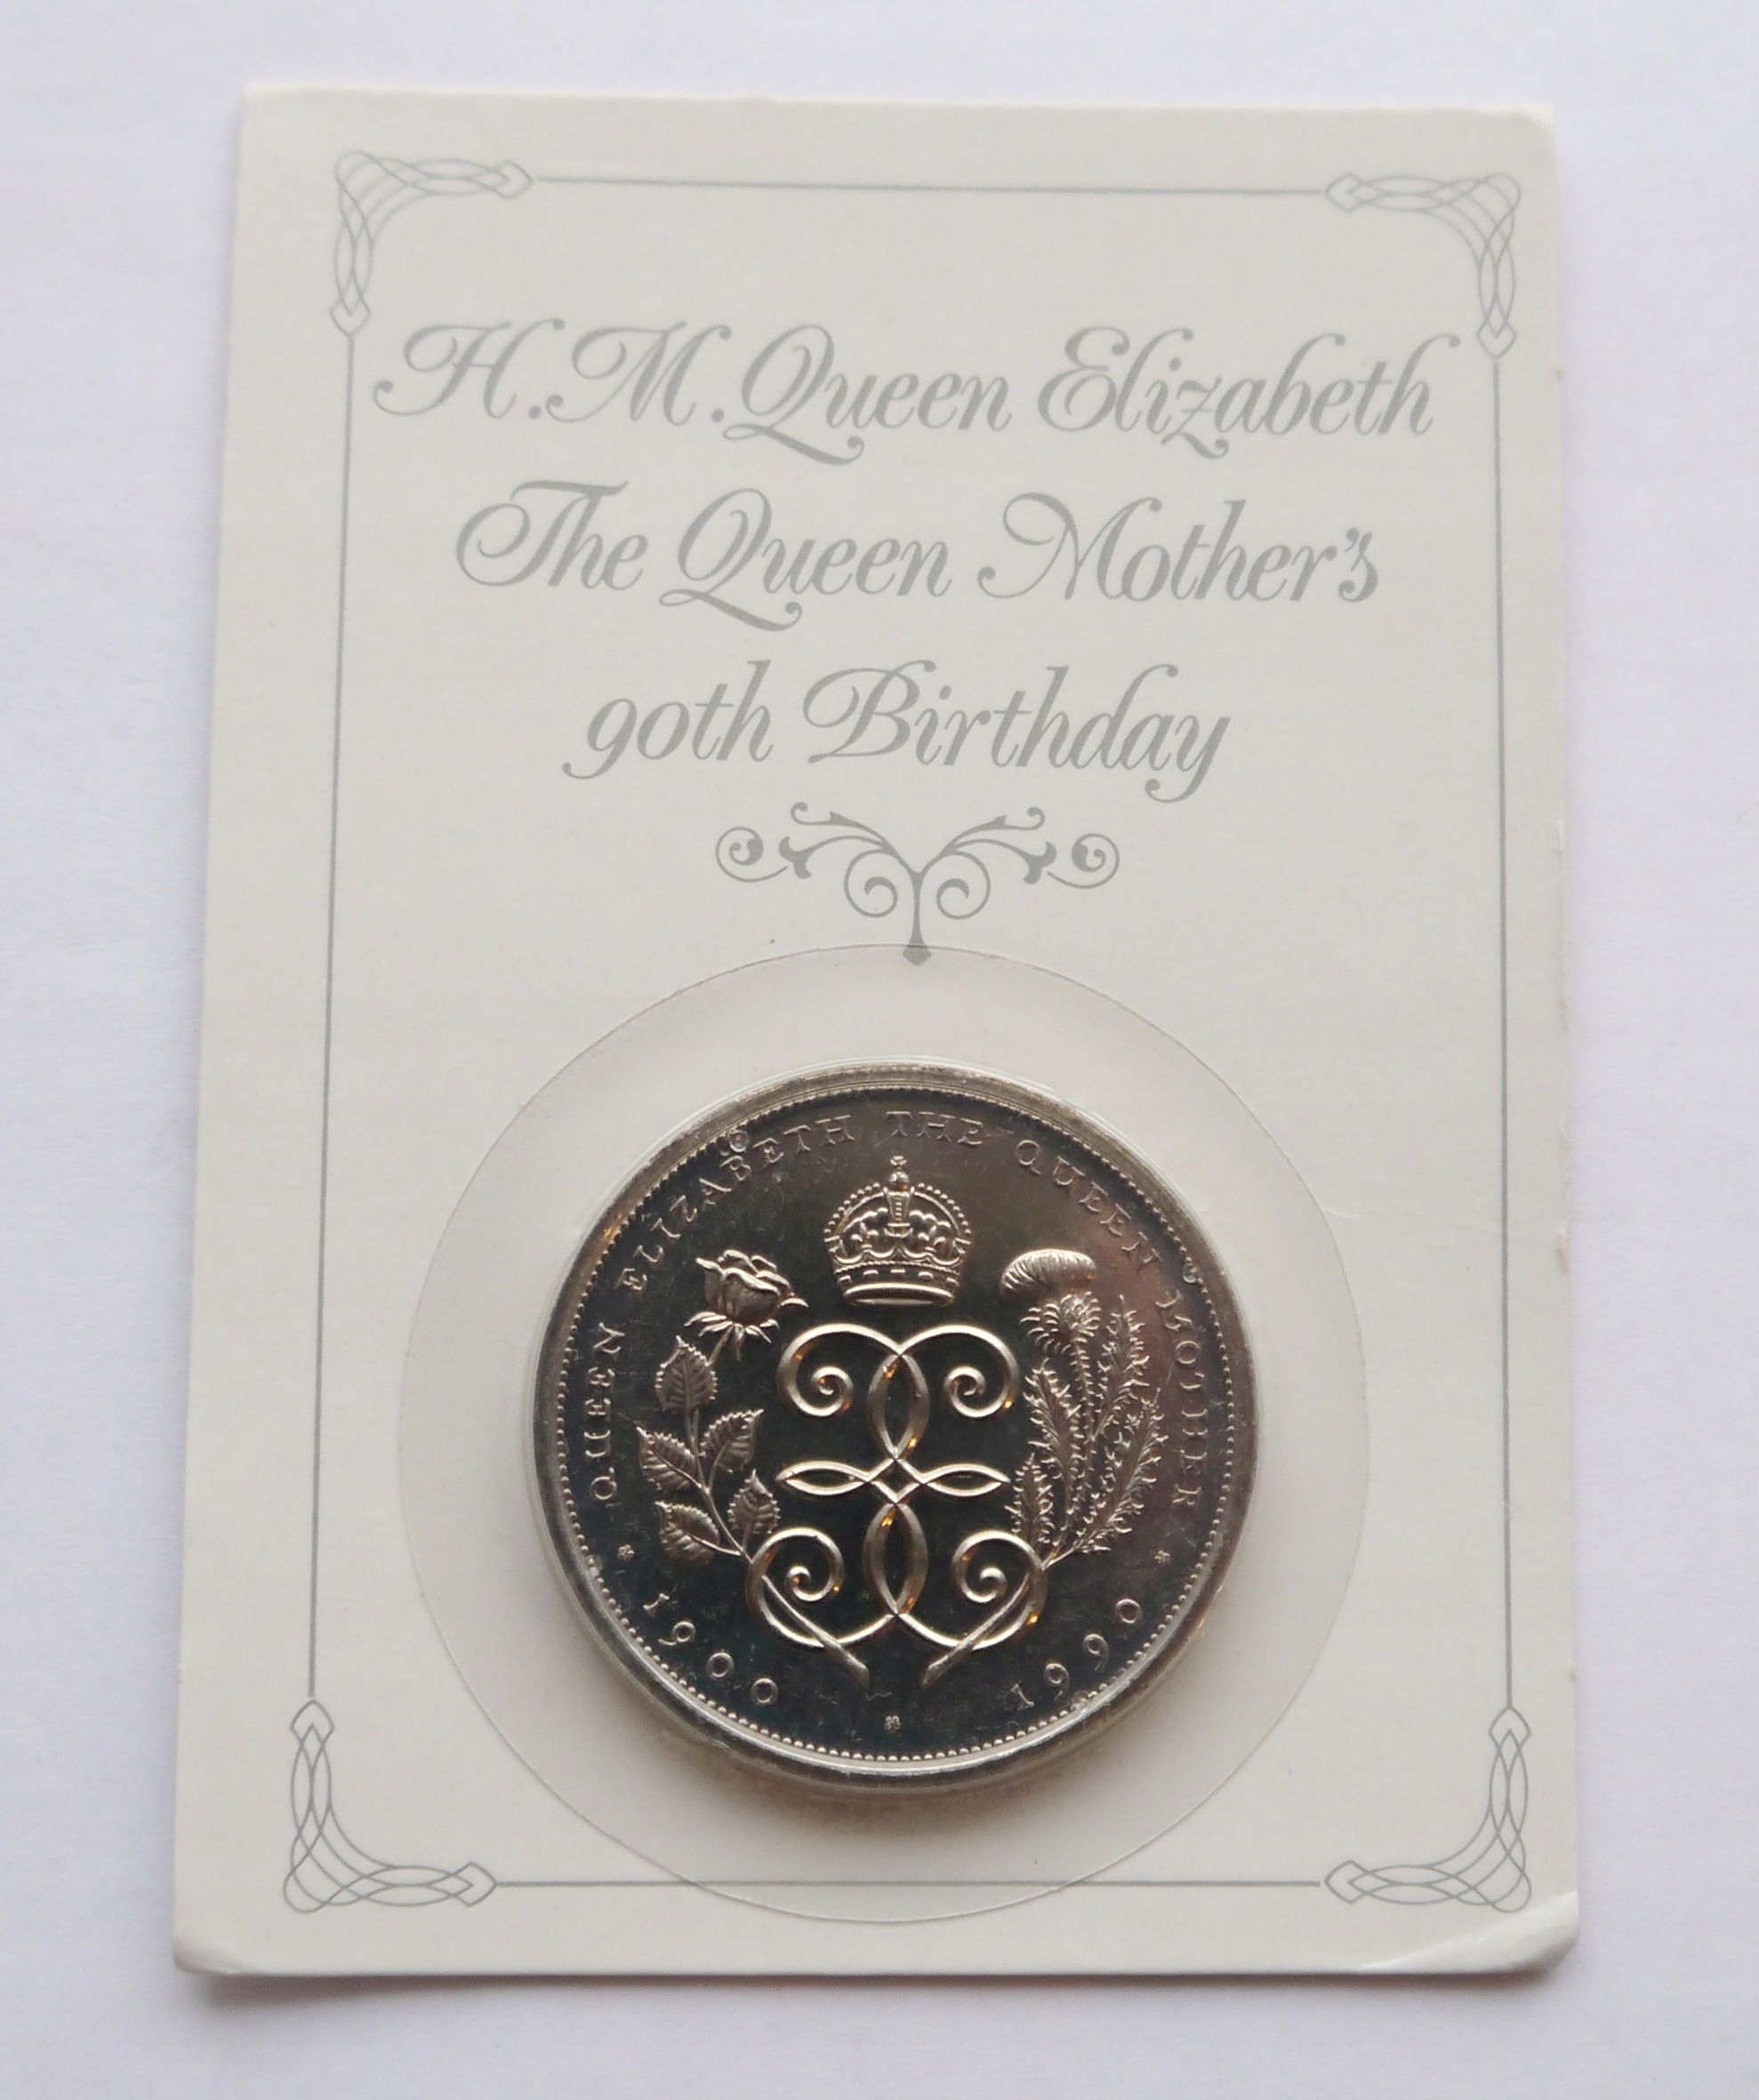 H.M. Queen Elizabeth
The Queen Mother's
90th Birthday
QUEEN ELIZABETH THE QUEEN MOTHER
* 1900 * 1990 *